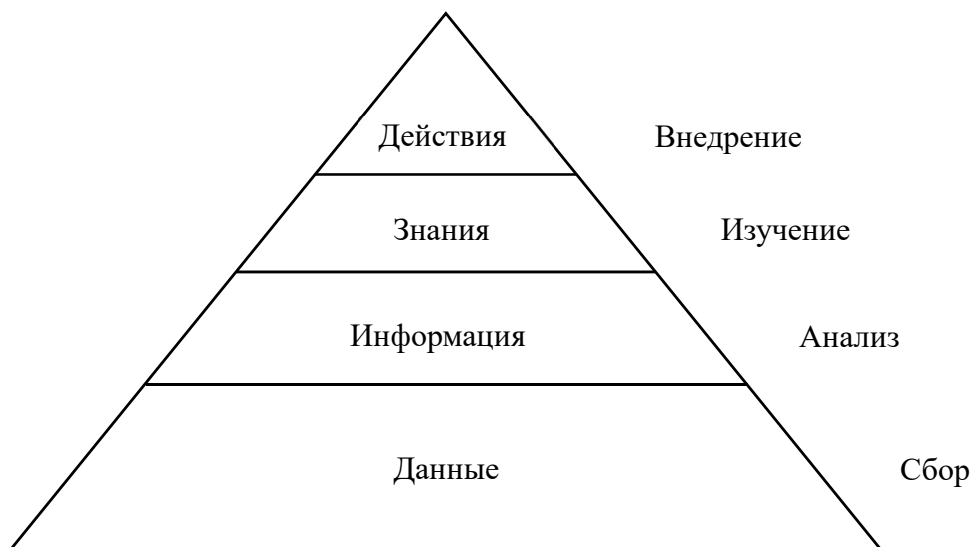 Действия Внедрение
Знания Изучение
Информация Анализ
Данные Сбор